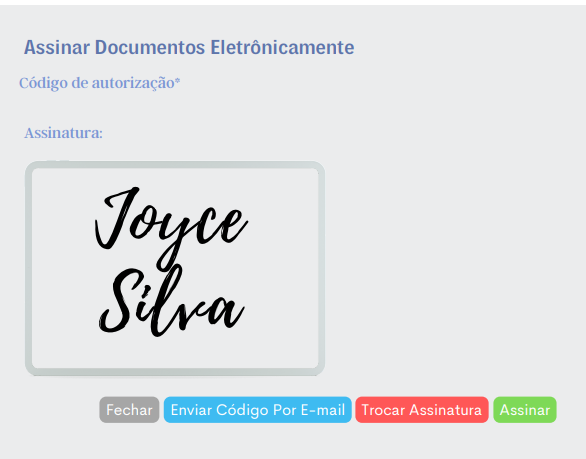 Assinar Documentos Eletrônicamente
Código de autorização*
Assinatura:
Joyce
Silva
Fechar Enviar Código Por E-mail Trocar Assinatura Assinar